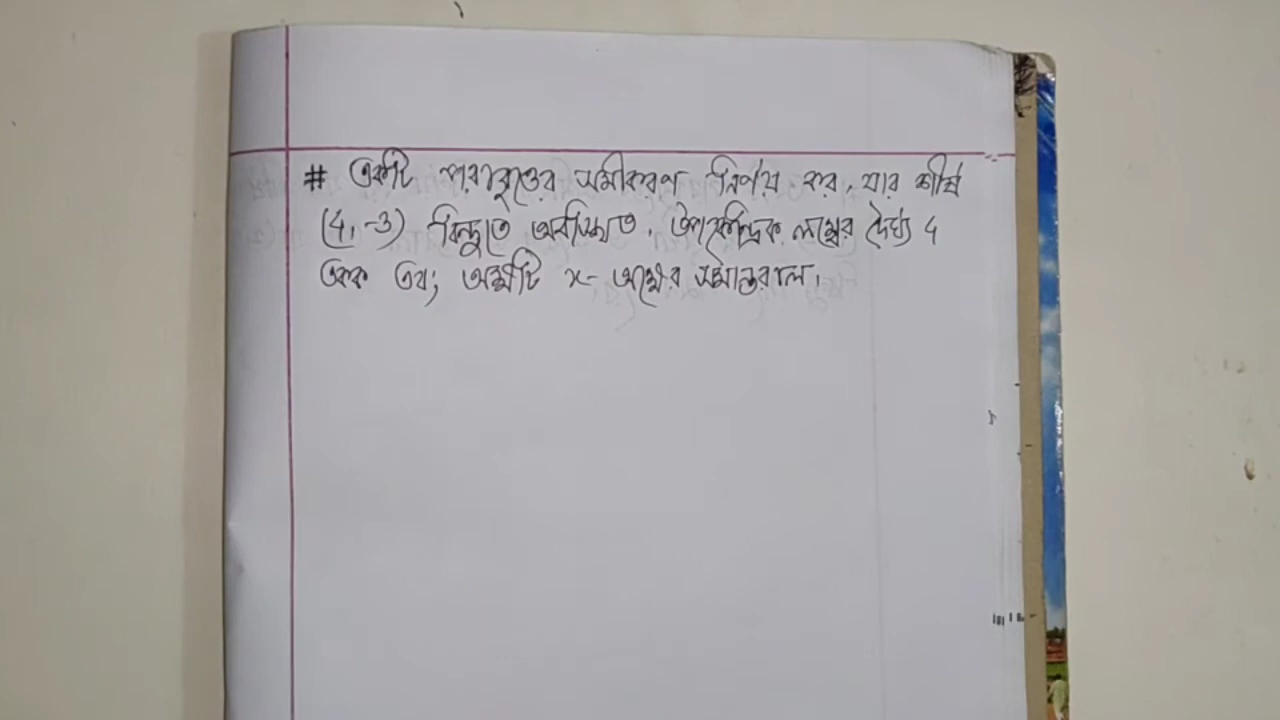 # একটি পরাবৃত্তের সমীকরণ নির্ণয় কর, যার শীর্ষ
(4, -3) বিন্দুতে অবস্থিত, উপকেন্দ্রিক লম্বের দৈর্ঘ্য 4
একক এবং অক্ষটি x- অক্ষের সমান্তরাল।